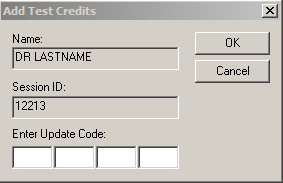 Add Test Credits
Name:
DR LASTNAME
OK
Cancel
Session ID:
12213
Enter Update Code: